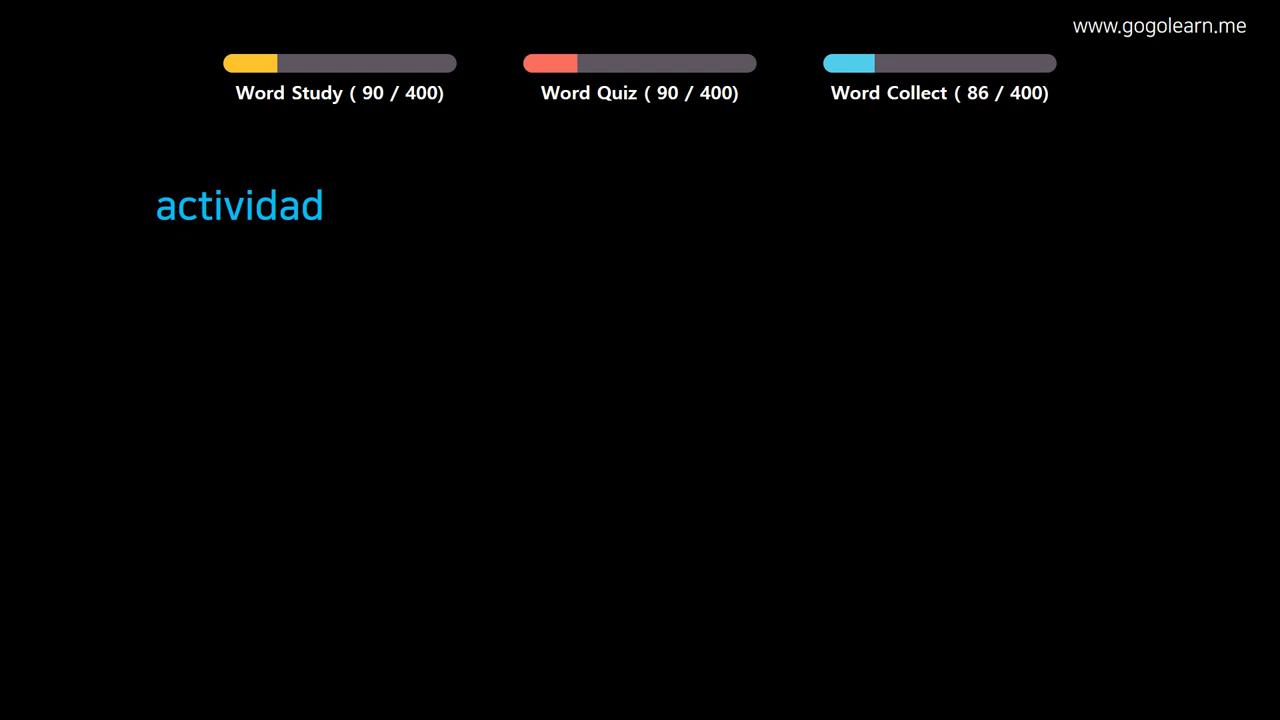 www.gogolearn.me
Word Study ( 90 / 400)
Word Quiz ( 90 / 400)
Word Collect ( 86 / 400)
actividad